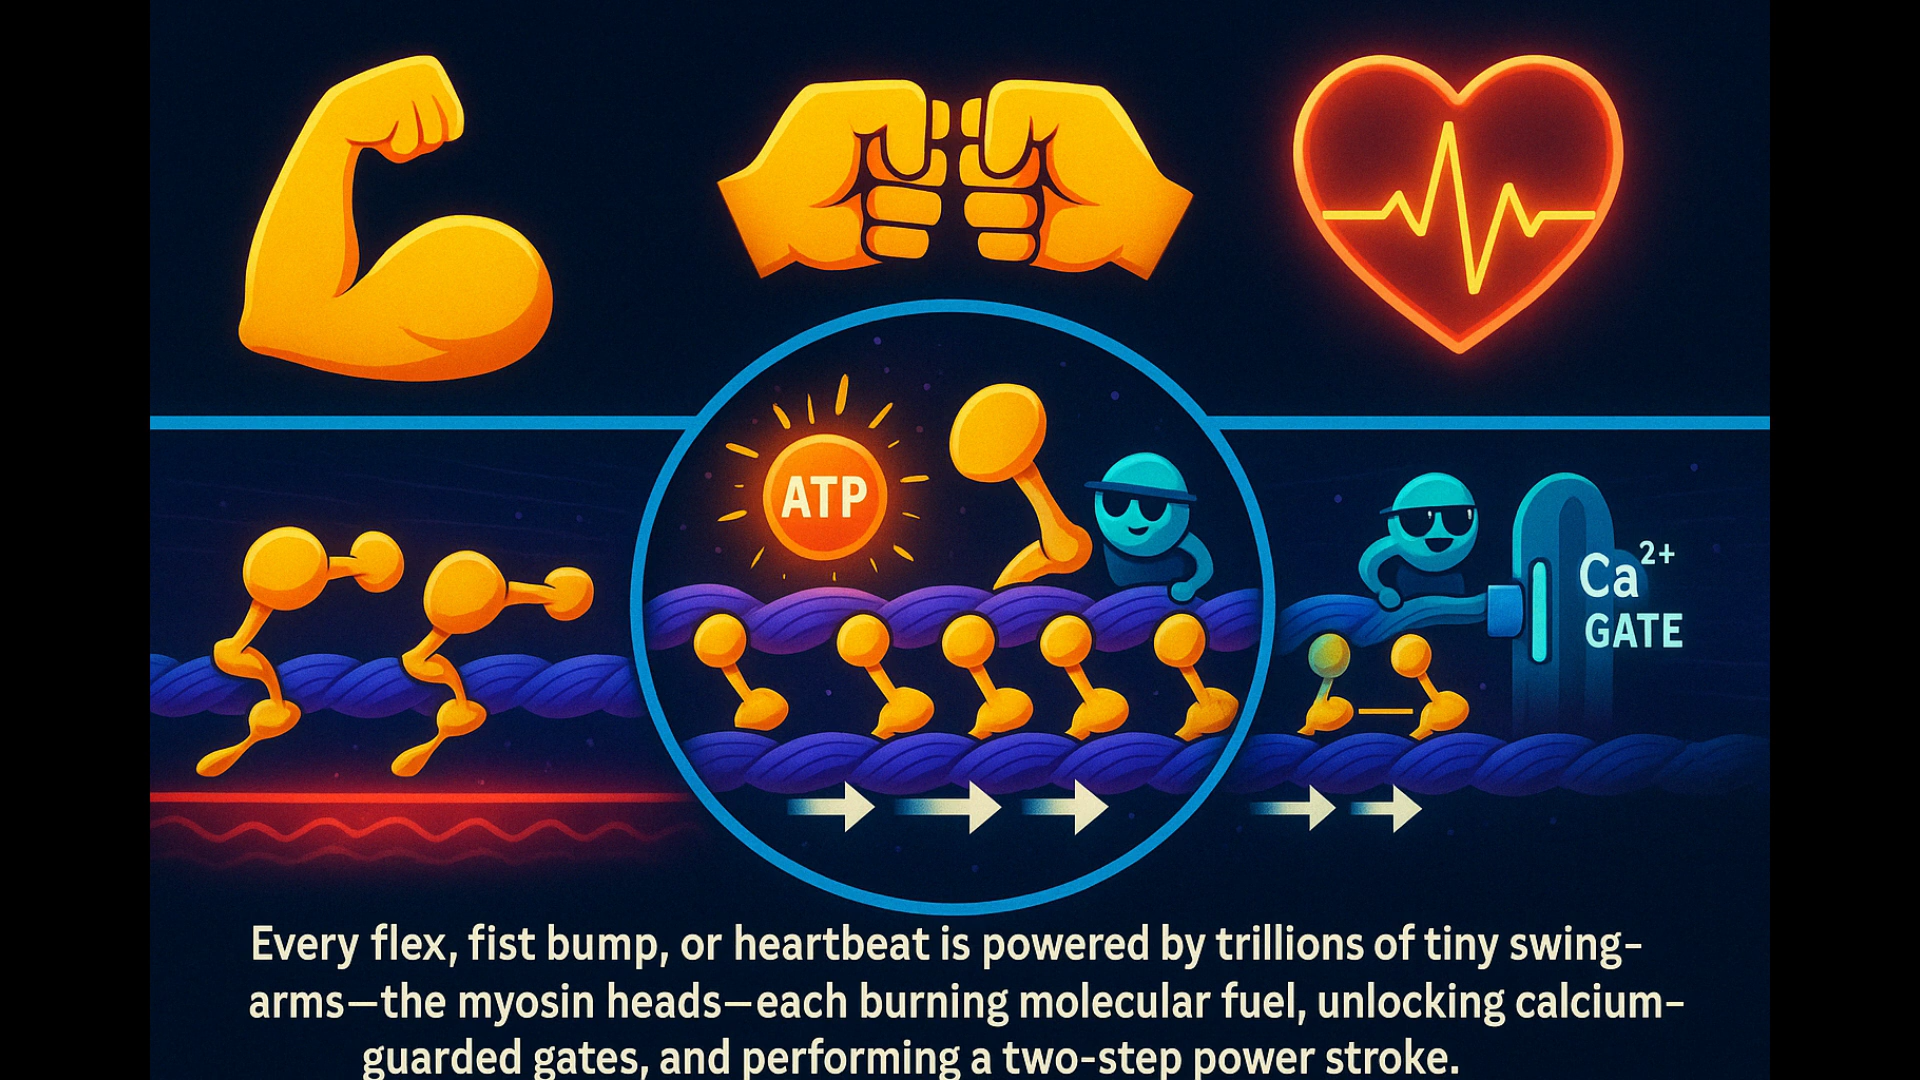 ATP
Ca2+
GATE
Every flex, fist bump, or heartbeat is powered by trillions of tiny swing–
arms—the myosin heads—each burning molecular fuel, unlocking calcium–
guarded gates, and performing a two-step power stroke.